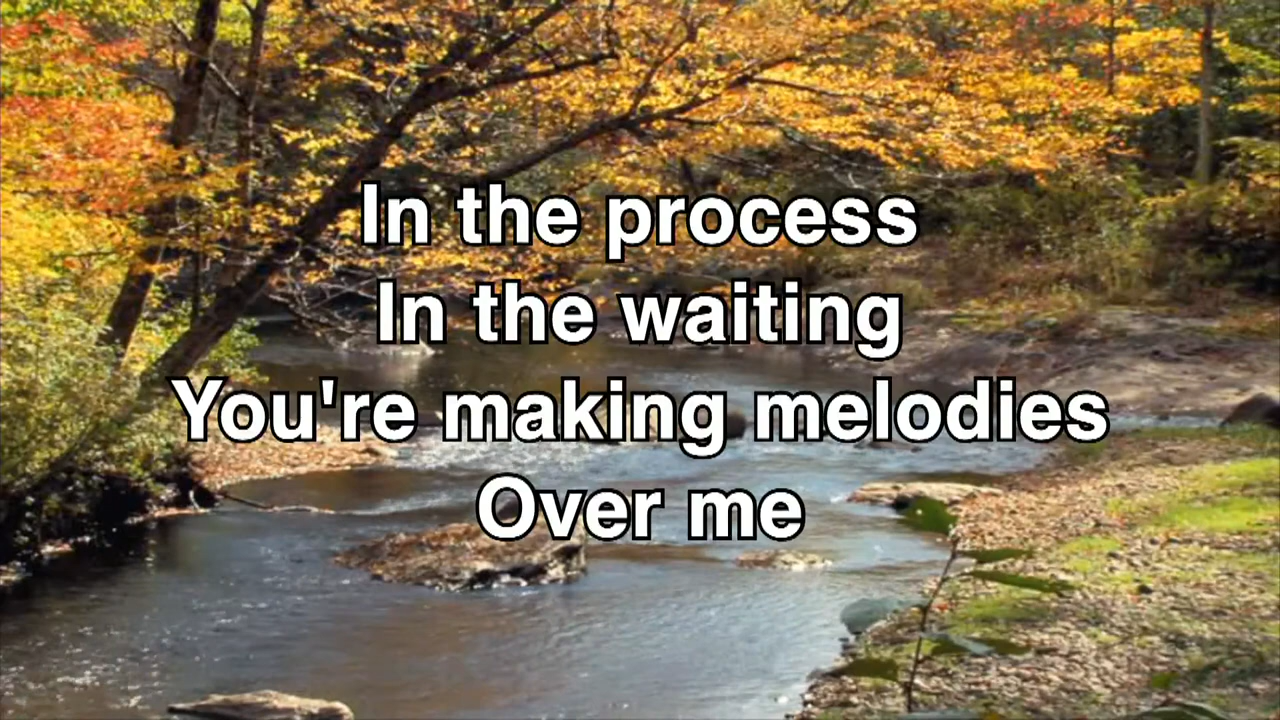 In the process
In the waiting
You're making melodies
Over me